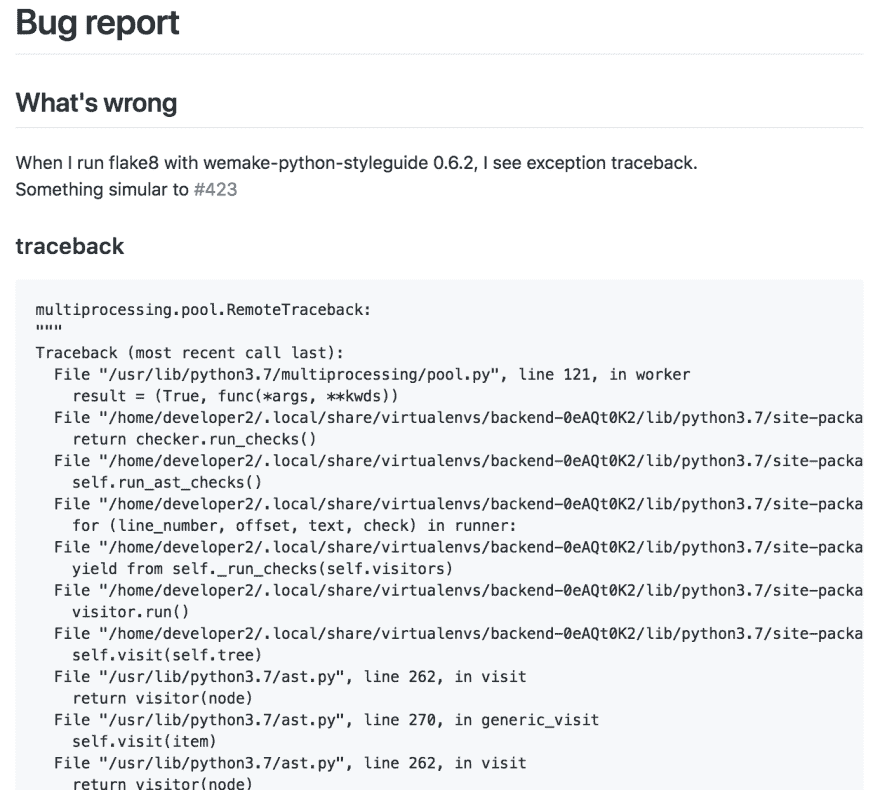 Bug report
What's wrong
When I run flake8 with wemake-python-styleguide 0.6.2, I see exception traceback.
Something simular to #423
traceback
multiprocessing.pool.RemoteTraceback:
"""
Traceback (most recent call last):
  File "/usr/lib/python3.7/multiprocessing/pool.py", line 121, in worker
    result = (True, func(*args, **kwds))
  File "/home/developer2/.local/share/virtualenvs/backend-0eAQt0K2/lib/python3.7/site-packa
    return checker.run_checks()
  File "/home/developer2/.local/share/virtualenvs/backend-0eAQt0K2/lib/python3.7/site-packa
    self.run_ast_checks()
  File "/home/developer2/.local/share/virtualenvs/backend-0eAQt0K2/lib/python3.7/site-packa
    for (line_number, offset, text, check) in runner:
  File "/home/developer2/.local/share/virtualenvs/backend-0eAQt0K2/lib/python3.7/site-packa
    yield from self._run_checks(self.visitors)
  File "/home/developer2/.local/share/virtualenvs/backend-0eAQt0K2/lib/python3.7/site-packa
    visitor.run()
  File "/home/developer2/.local/share/virtualenvs/backend-0eAQt0K2/lib/python3.7/site-packa
    self.visit(self.tree)
  File "/usr/lib/python3.7/ast.py", line 262, in visit
    return visitor(node)
  File "/usr/lib/python3.7/ast.py", line 270, in generic_visit
    self.visit(item)
  File "/usr/lib/python3.7/ast.py", line 262, in visit
    return visitor(node)